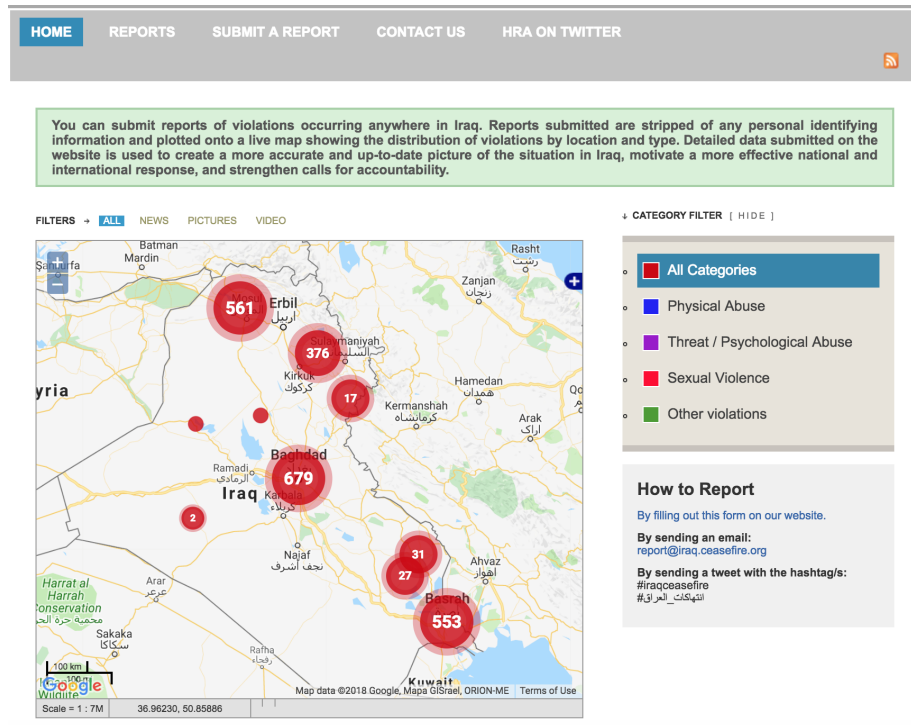 HOME REPORTS SUBMIT A REPORT CONTACT US HRA ON TWITTER
You can submit reports of violations occurring anywhere in Iraq. Reports submitted are stripped of any personal identifying
information and plotted onto a live map showing the distribution of violations by location and type. Detailed data submitted on the
website is used to create a more accurate and up-to-date picture of the situation in Iraq, motivate a more effective national and
international response, and strengthen calls for accountability.
FILTERS → ALL NEWS PICTURES VIDEO
Batman
Mardin
Rasht
رشت
Zanjan
زنجان
561
Erbil
اربيل
376
Kirkuk
كركوك
17
yria
Hamedan
همدان
Kermanshah
كرمانشاه
Arak
اراک
Baghdad
679
Ramadi
الرمادي
Iraq
كربلاء
2
Najaf
نجف أشرف
31
27
Ahvaz
اهواز
Basrah
553
Harrat al
Harrah
Conservation
Arar
عرعر
Sakaka
سكاكا
Rafha
رفحاء
Kuwait
100 km
Google
Map data ©2018 Google, Mapa GISrael, ORION-ME Terms of Use
Scale = 1 : 7M 36.96230, 50.85886
↓ CATEGORY FILTER [ HIDE ]
All Categories
Physical Abuse
Threat / Psychological Abuse
Sexual Violence
Other violations
How to Report
By filling out this form on our website.
By sending an email:
report@iraq.ceasefire.org
By sending a tweet with the hashtag/s:
#iraqceasefire
#انتهاكات_العراق